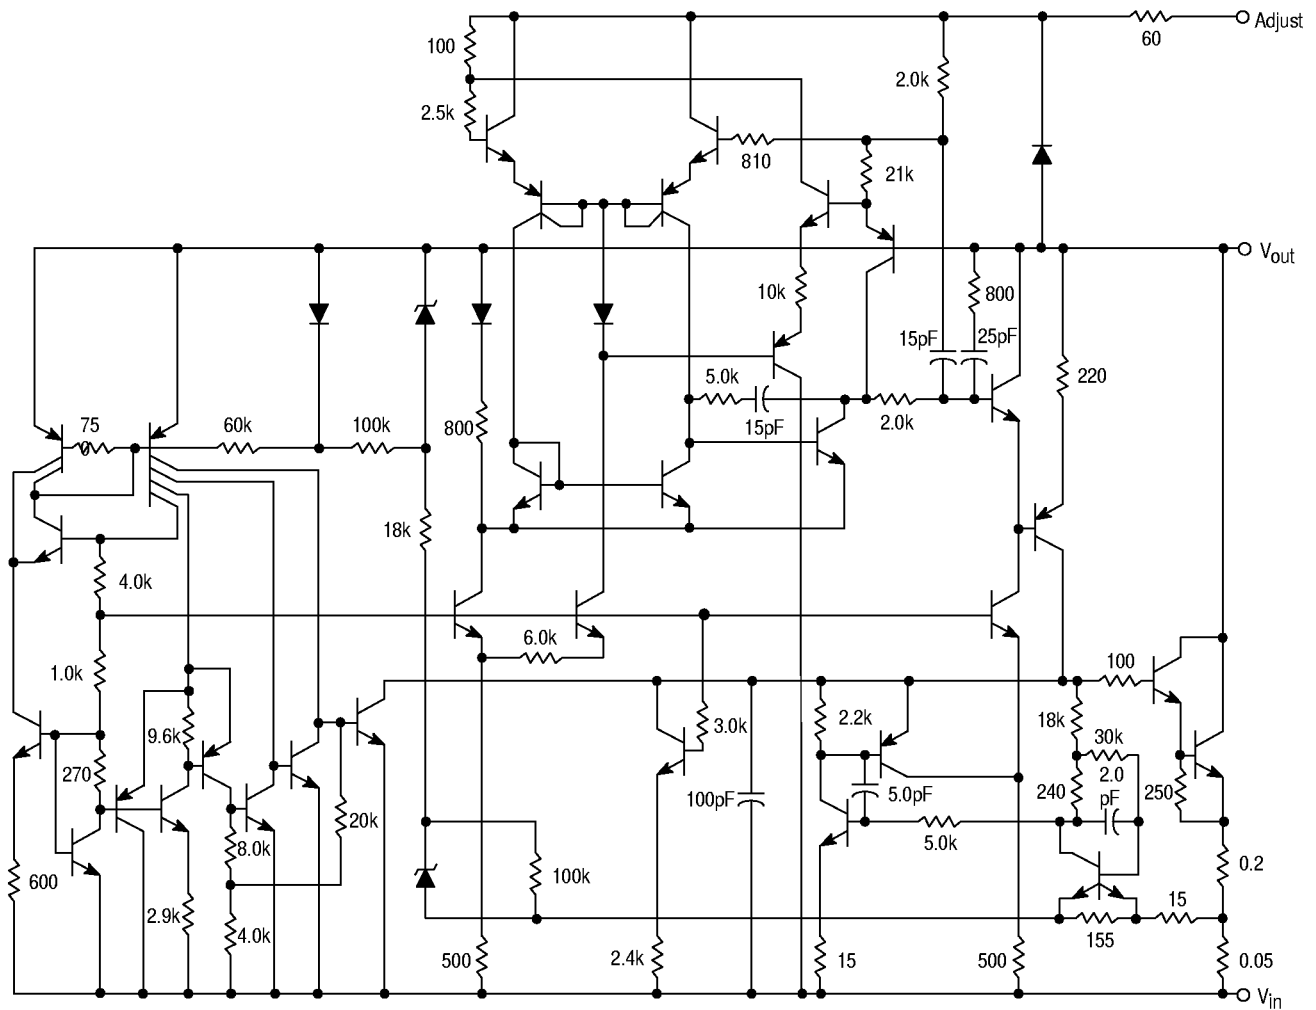 Adjust
60
100
2.0k
2.5k
810
21k
Vout
10k
800
15pF
25pF
5.0k
220
75
0
60k
100k
800
15pF
2.0k
18k
4.0k
6.0k
1.0k
100
9.6k
3.0k
2.2k
18k
30k
270
2.0
pF
240
250
100pF
5.0pF
20k
5.0k
8.0k
600
100k
0.2
2.9k
4.0k
15
155
500
2.4k
15
500
0.05
Vin